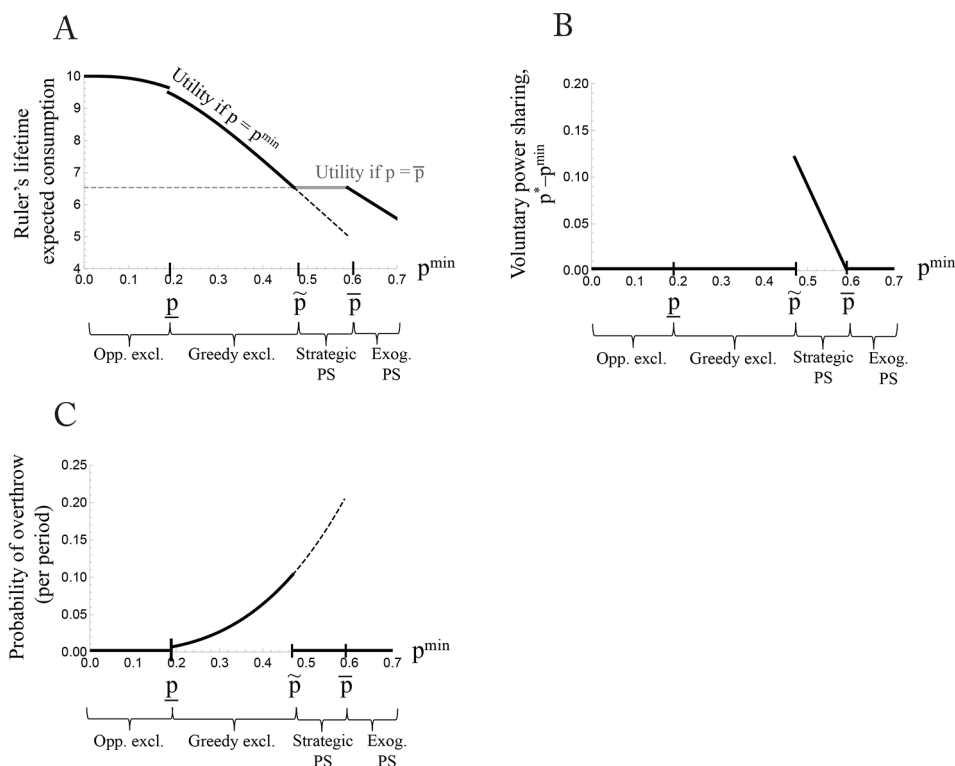 A
Ruler's lifetime
expected consumption
10
9
8
7
6
5
4
Utility if p = p^min
Utility if p = p̅
0.0 0.1 0.2 0.3 0.4 0.5 0.6 0.7 p^min
p̲ p̃ p̅
Opp. excl. Greedy excl. Strategic Exog.
PS PS
B
Voluntary power sharing,
p*–p^min
0.20
0.15
0.10
0.05
0.00
0.0 0.1 0.2 0.3 0.4 0.5 0.6 0.7 p^min
p̲ p̃ p̅
Opp. excl. Greedy excl. Strategic Exog.
PS PS
C
Probability of overthrow
(per period)
0.25
0.20
0.15
0.10
0.05
0.00
0.0 0.1 0.2 0.3 0.4 0.5 0.6 0.7 p^min
p̲ p̃ p̅
Opp. excl. Greedy excl. Strategic Exog.
PS PS